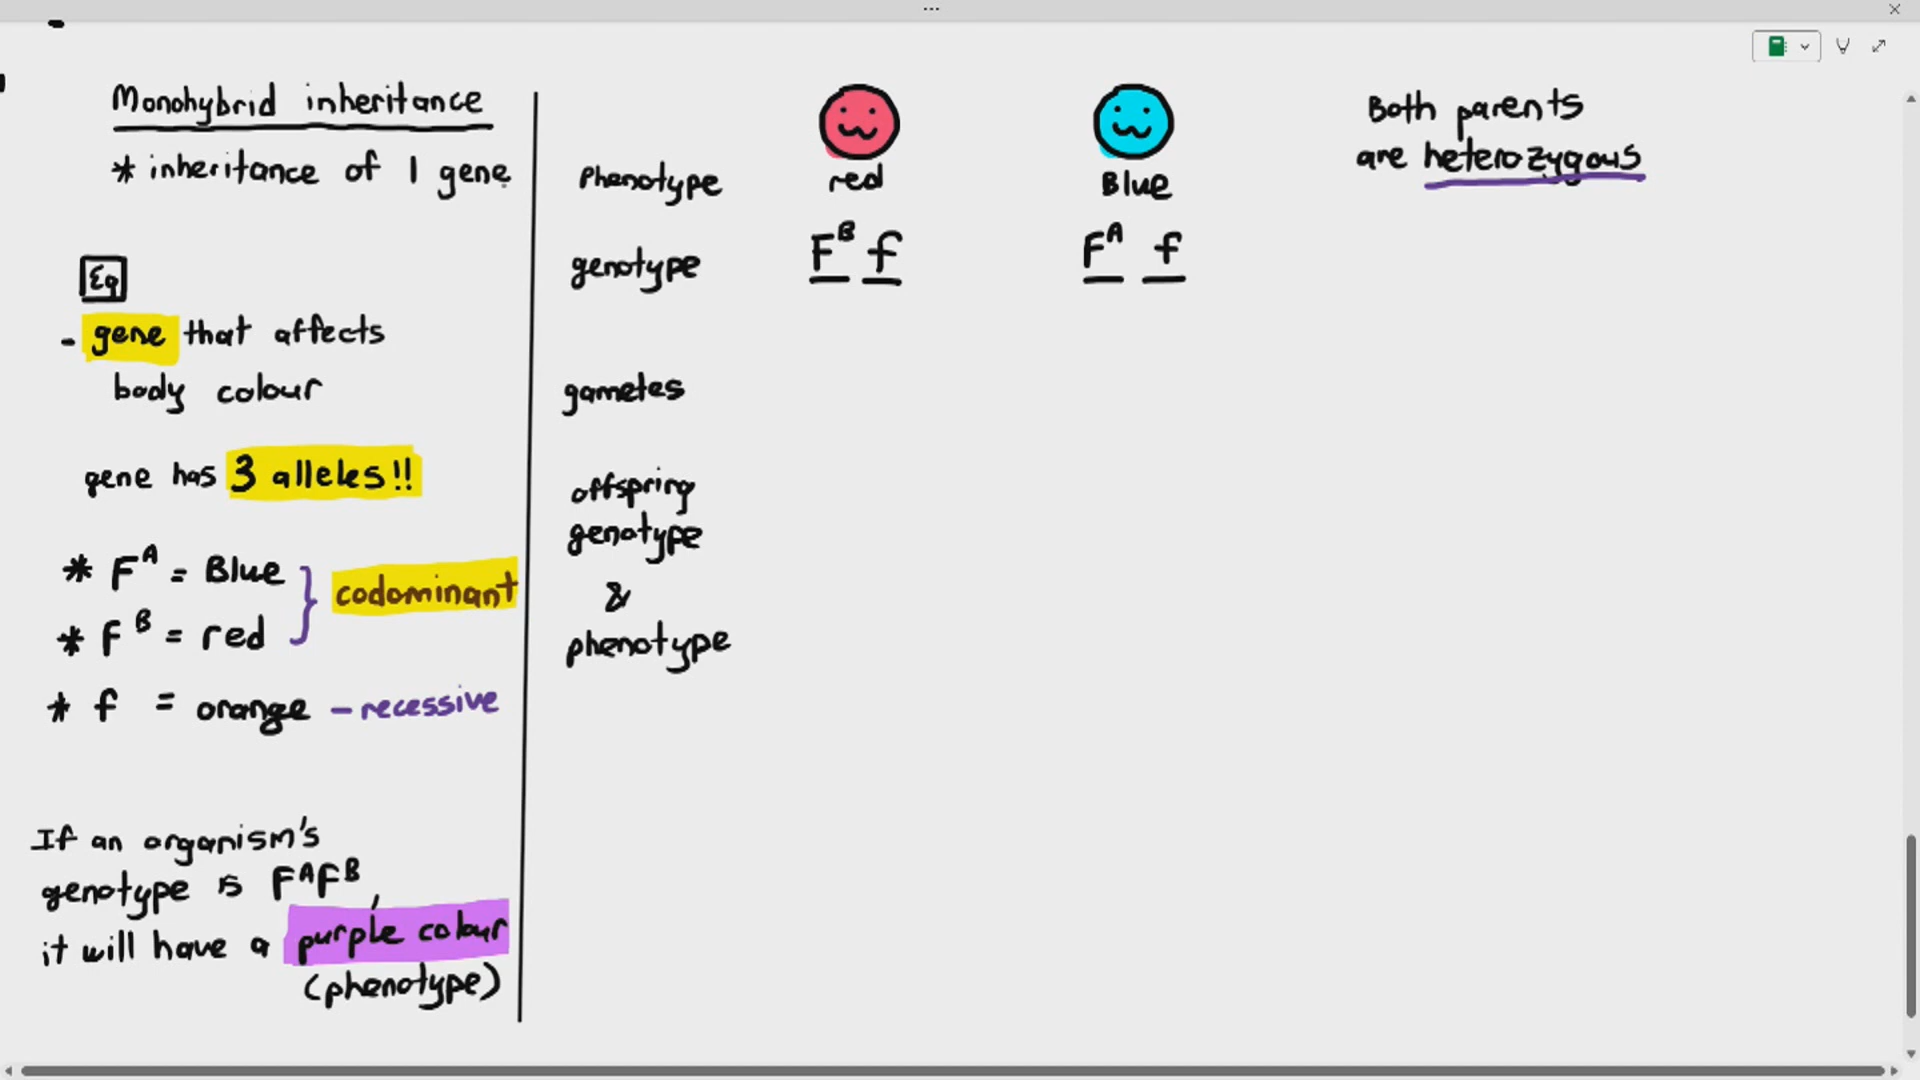 Monohybrid inheritance
* inheritance of 1 gene
Eg
- gene that affects
body colour
gene has 3 alleles!!
* F^A = Blue
* F^B = red
codominant
* f = orange - recessive
If an organism's
genotype is F^A F^B,
it will have a purple colour
(phenotype)
Phenotype red Blue
genotype F^B f F^A f
gametes
offspring
genotype
&
phenotype
Both parents
are heterozygous